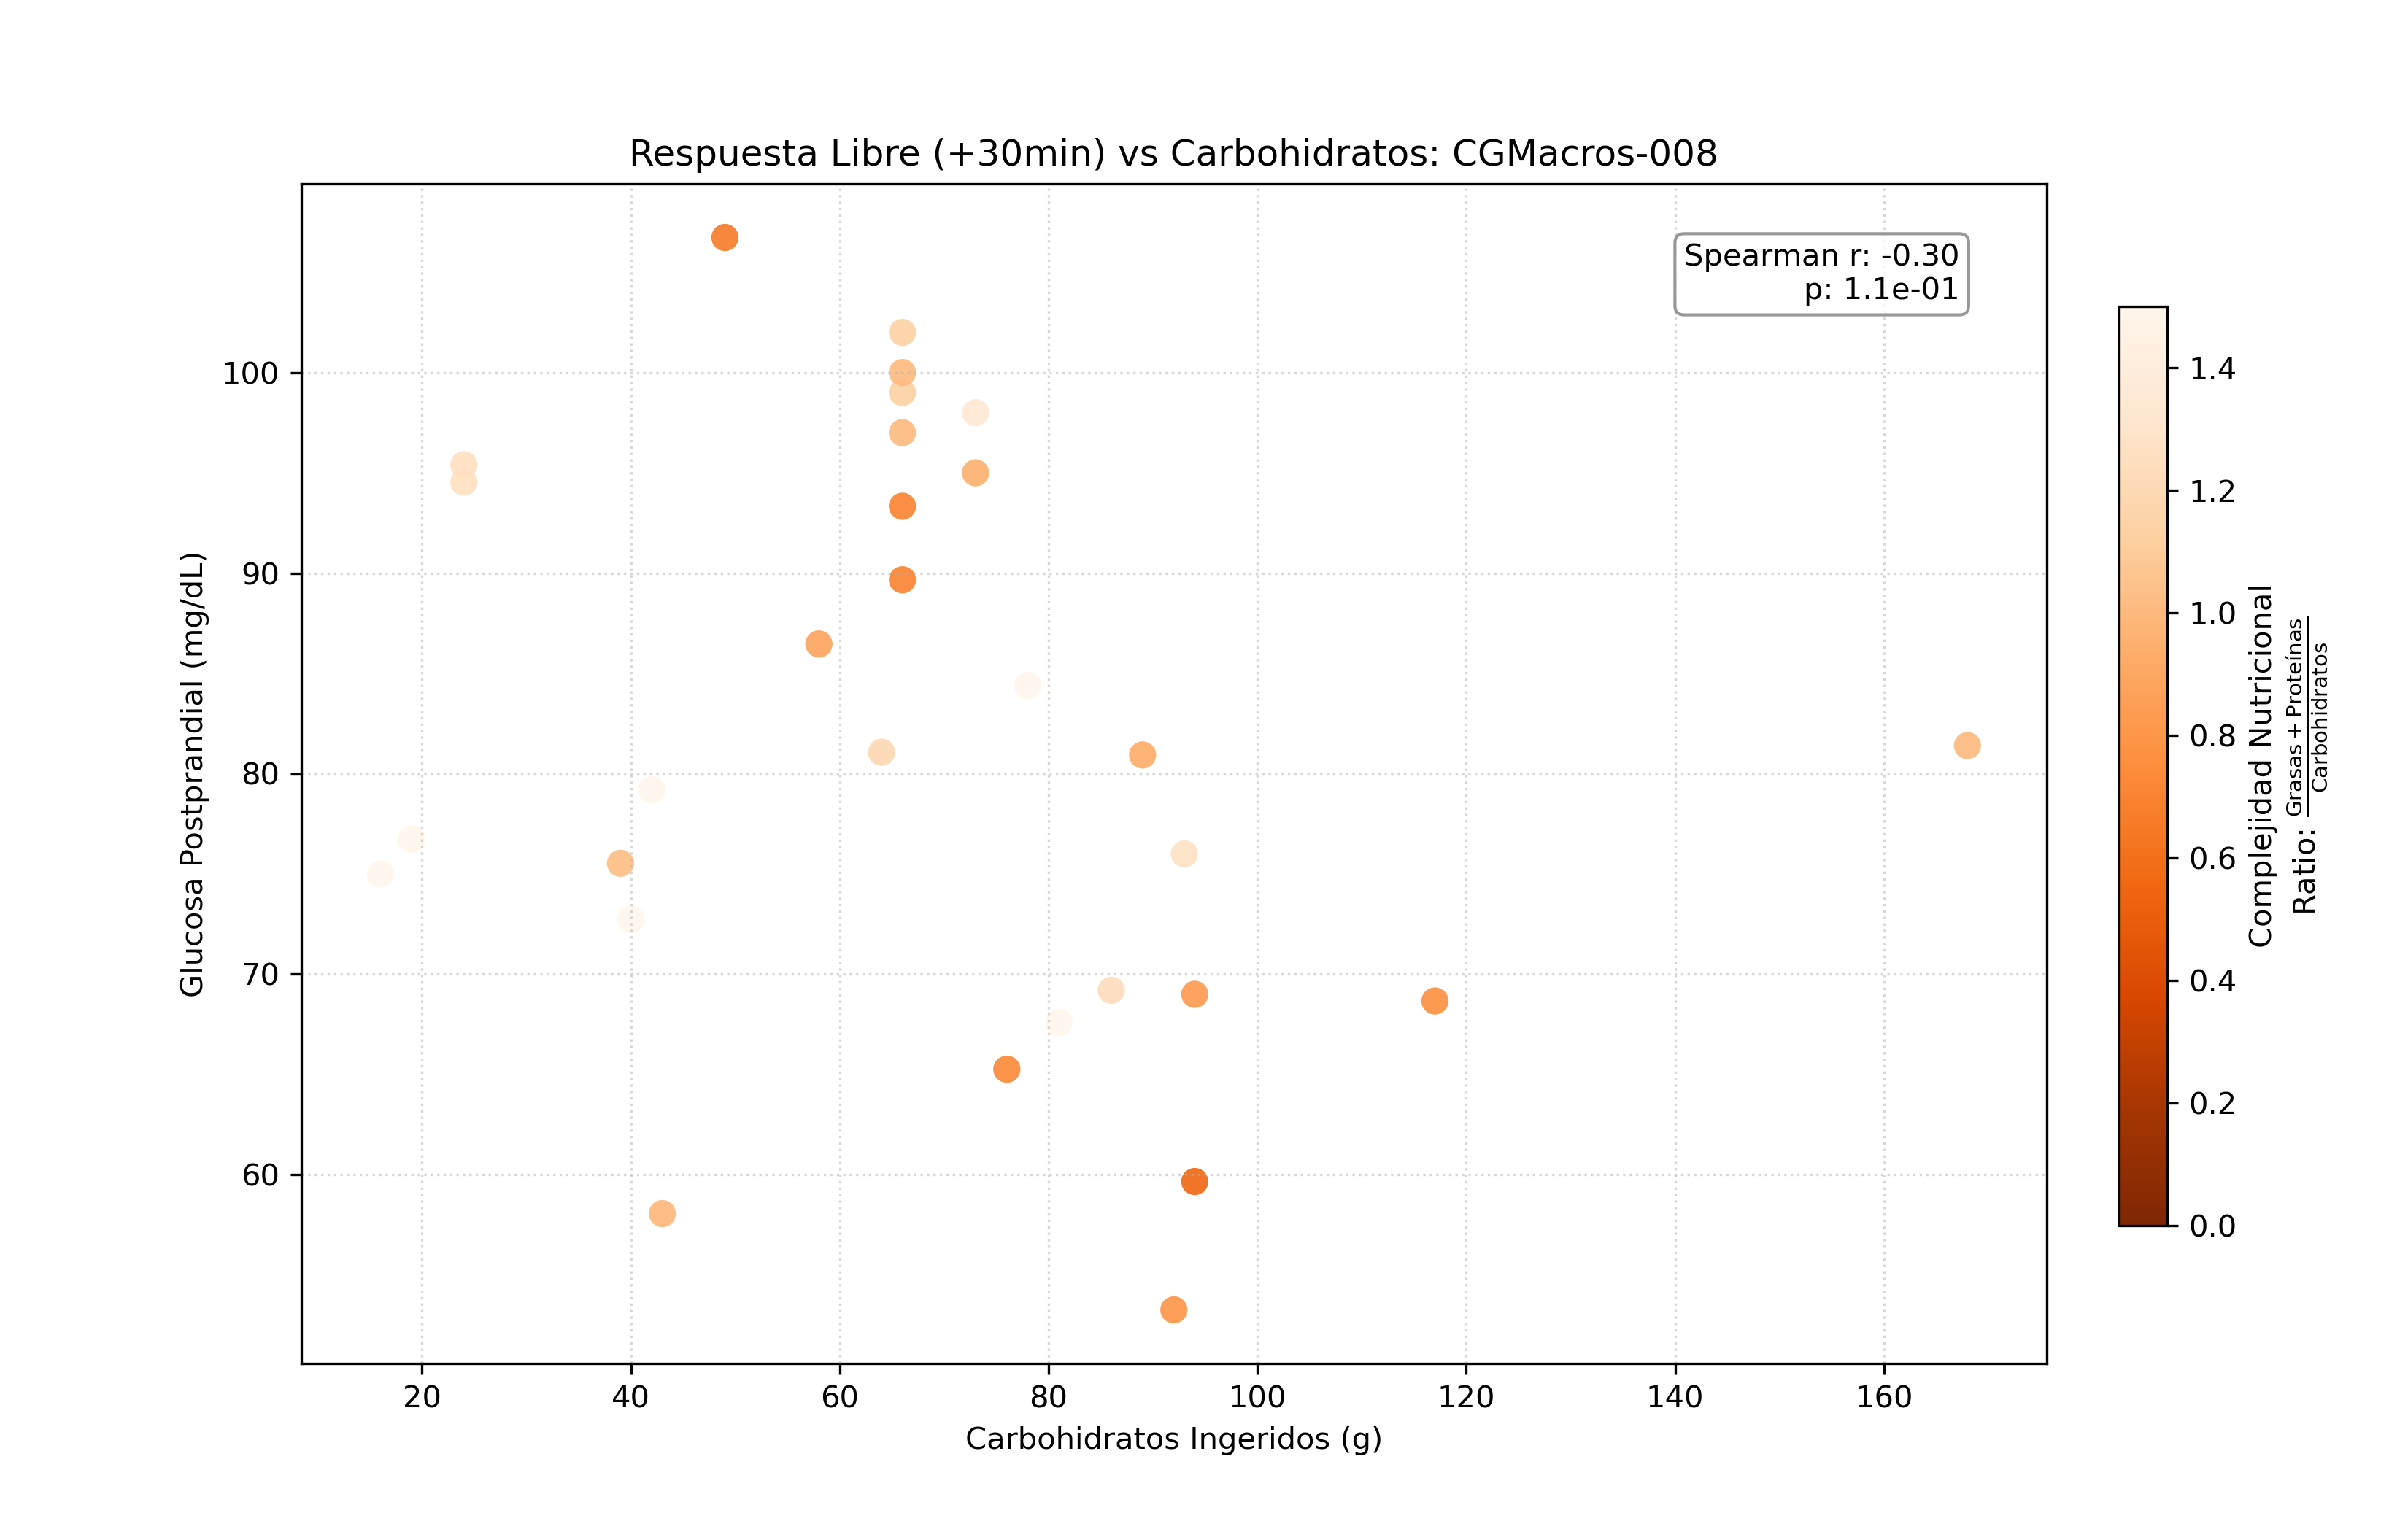 Respuesta Libre (+30min) vs Carbohidratos: CGMacros-008
Spearman r: -0.30
p: 1.1e-01
Glucosa Postprandial (mg/dL)
100
90
80
70
60
20 40 60 80 100 120 140 160
Carbohidratos Ingeridos (g)
1.4
1.2
1.0
0.8
0.6
0.4
0.2
0.0
Complejidad Nutricional
Ratio: Grasas + Proteínas
Carbohidratos